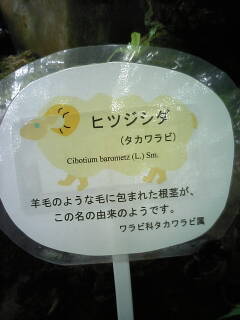 ヒツジシダ
(タカワラビ)
Cibotium barometz (L.) Sm.
羊毛のような毛に包まれた根茎が、
この名の由来のようです。
ワラビ科タカワラビ属